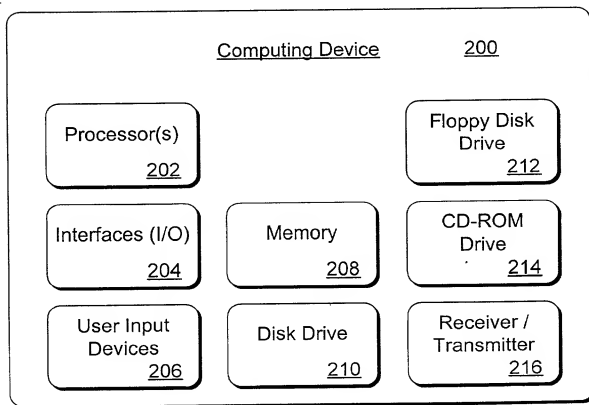 Computing Device 200
Processor(s)
202
Floppy Disk
Drive
212
Interfaces (I/O)
204
Memory
208
CD-ROM
Drive
214
User Input
Devices
206
Disk Drive
210
Receiver /
Transmitter
216